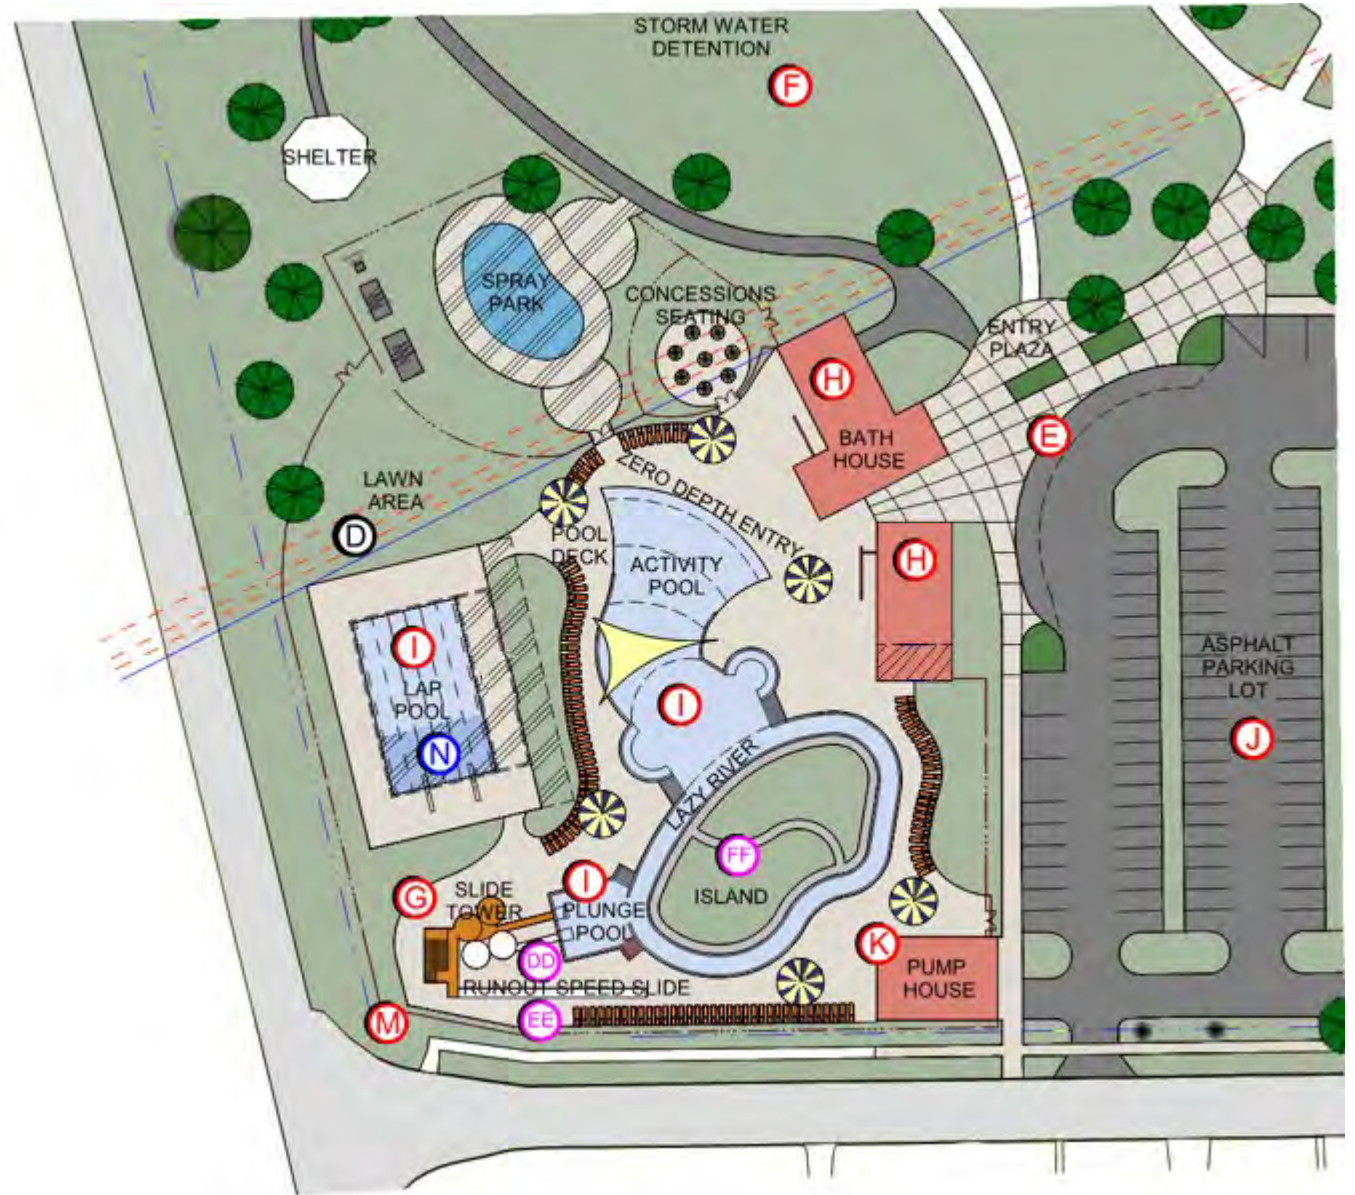 STORM WATER
DETENTION
F
SHELTER
SPRAY
PARK
CONCESSIONS
SEATING
ENTRY
PLAZA
H
E
BATH
HOUSE
LAWN
AREA
D
ZERO DEPTH ENTRY
POOL
DECK
ACTIVITY
POOL
H
I
LAP
POOL
N
I
ASPHALT
PARKING
LOT
J
LAZY RIVER
FF
ISLAND
G
SLIDE
TOWER
I
PLUNGE
POOL
DD
K
PUMP
HOUSE
RUNOUT SPEED SLIDE
M
EE